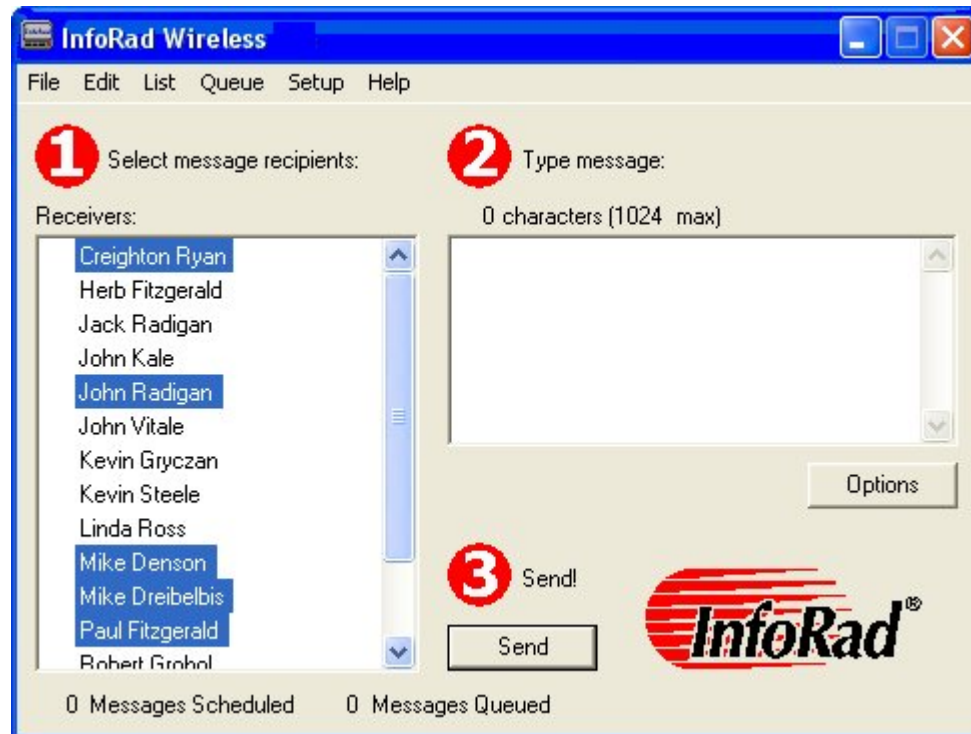 InfoRad Wireless
File Edit List Queue Setup Help
1 Select message recipients:
Receivers:
Creighton Ryan
Herb Fitzgerald
Jack Radigan
John Kale
John Radigan
John Vitale
Kevin Gryczan
Kevin Steele
Linda Ross
Mike Denson
Mike Dreibelbis
Paul Fitzgerald
Robert Grohol
0 Messages Scheduled 0 Messages Queued
2 Type message:
0 characters (1024 max)
Options
3 Send!
Send
InfoRad®